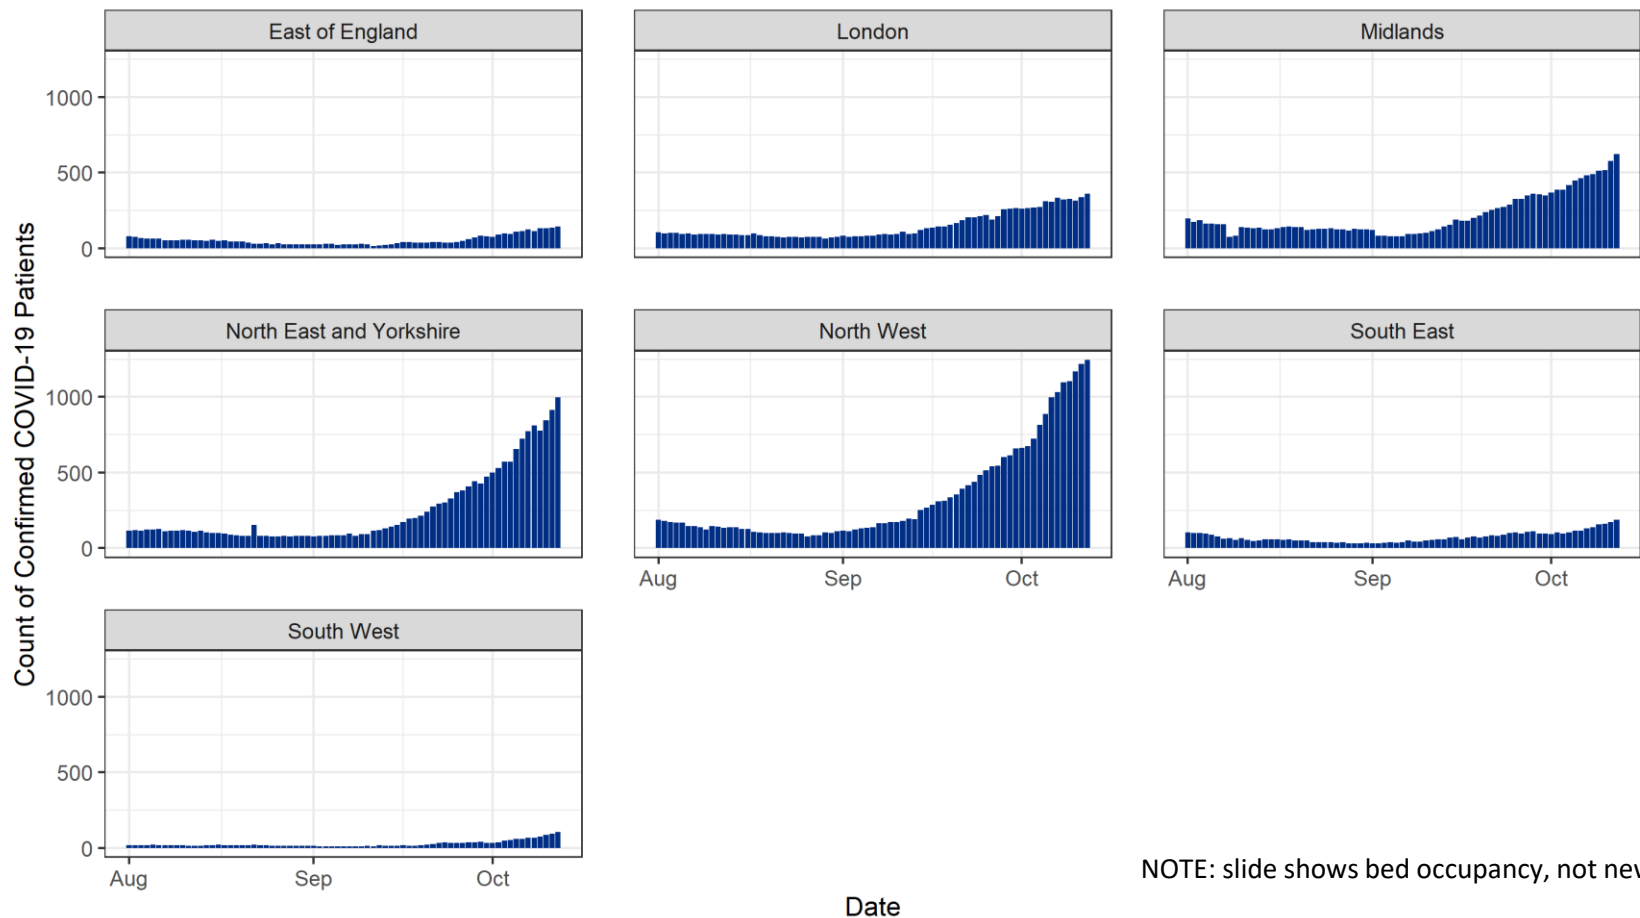 East of England
London
Midlands
1000
500
0
North East and Yorkshire
North West
South East
1000
500
0
Aug Sep Oct
Aug Sep Oct
South West
1000
500
0
Aug Sep Oct
Count of Confirmed COVID-19 Patients
Date
NOTE: slide shows bed occupancy, not